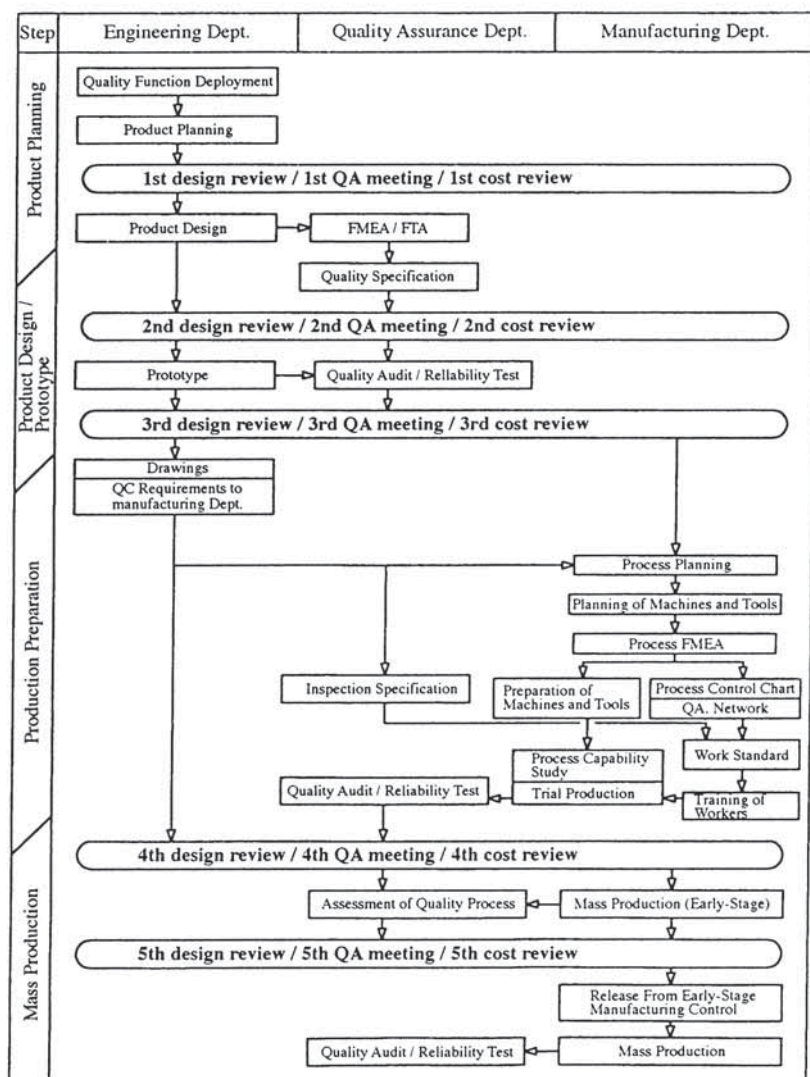 Step
Engineering Dept.
Quality Assurance Dept.
Manufacturing Dept.
Product Planning
Quality Function Deployment
Product Planning
1st design review / 1st QA meeting / 1st cost review
Product Design
FMEA / FTA
Quality Specification
Product Design /
Prototype
2nd design review / 2nd QA meeting / 2nd cost review
Prototype
Quality Audit / Reliability Test
3rd design review / 3rd QA meeting / 3rd cost review
Drawings
QC Requirements to
manufacturing Dept.
Production Preparation
Process Planning
Planning of Machines and Tools
Process FMEA
Inspection Specification
Preparation of
Machines and Tools
Process Control Chart
QA. Network
Work Standard
Process Capability
Study
Trial Production
Quality Audit / Reliability Test
Training of
Workers
4th design review / 4th QA meeting / 4th cost review
Mass Production
Assessment of Quality Process
Mass Production (Early-Stage)
5th design review / 5th QA meeting / 5th cost review
Release From Early-Stage
Manufacturing Control
Quality Audit / Reliability Test
Mass Production